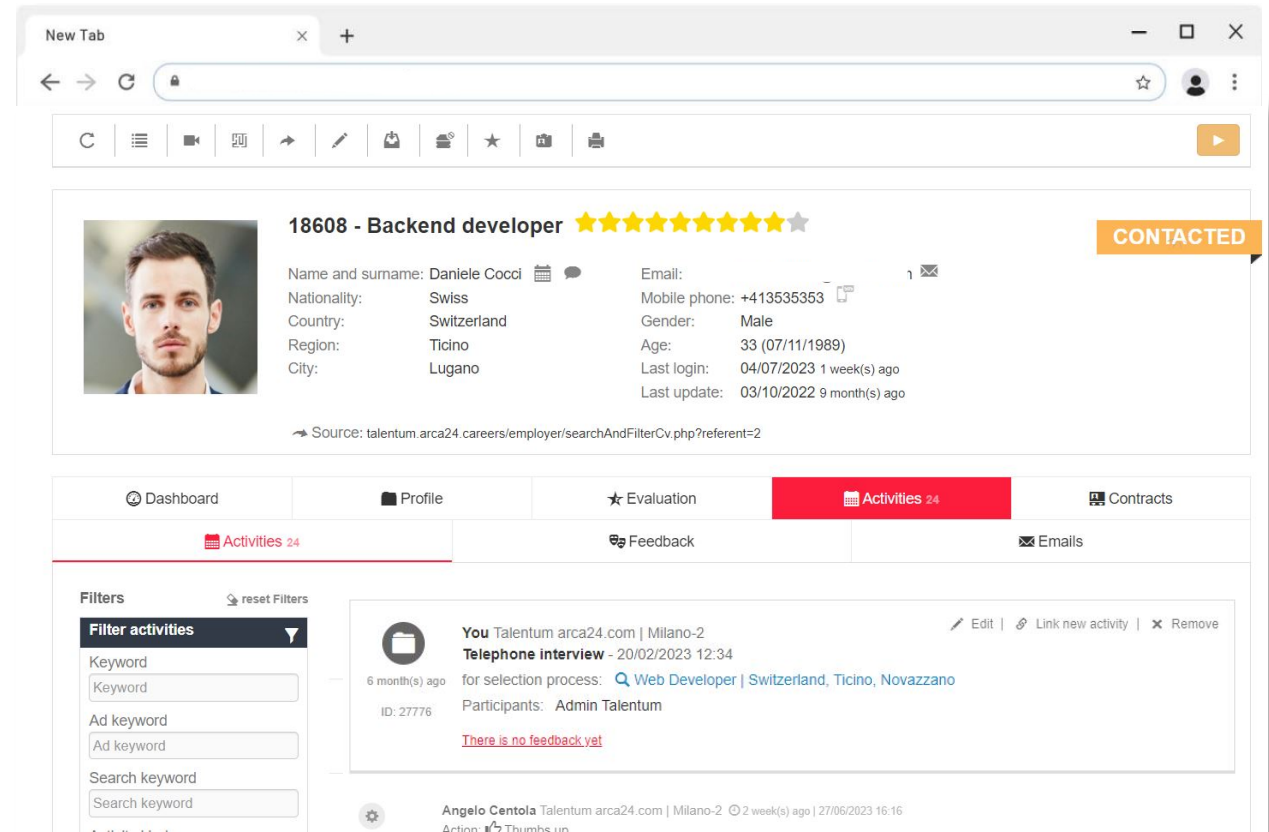 New Tab
18608 - Backend developer
CONTACTED
Name and surname: Daniele Cocci
Nationality: Swiss
Country: Switzerland
Region: Ticino
City: Lugano
Email:
Mobile phone: +413535353
Gender: Male
Age: 33 (07/11/1989)
Last login: 04/07/2023 1 week(s) ago
Last update: 03/10/2022 9 month(s) ago
Source: talentum.arca24.careers/employer/searchAndFilterCv.php?referent=2
Dashboard
Profile
Evaluation
Activities 24
Contracts
Activities 24
Feedback
Emails
Filters
reset Filters
Filter activities
Keyword
Keyword
Ad keyword
Ad keyword
Search keyword
Search keyword
6 month(s) ago
ID: 27776
You Talentum arca24.com | Milano-2
Edit | Link new activity | Remove
Telephone interview - 20/02/2023 12:34
for selection process: Web Developer | Switzerland, Ticino, Novazzano
Participants: Admin Talentum
There is no feedback yet
Angelo Centola Talentum arca24.com | Milano-2 2 week(s) ago | 27/06/2023 16:16
Action: Thumbs up